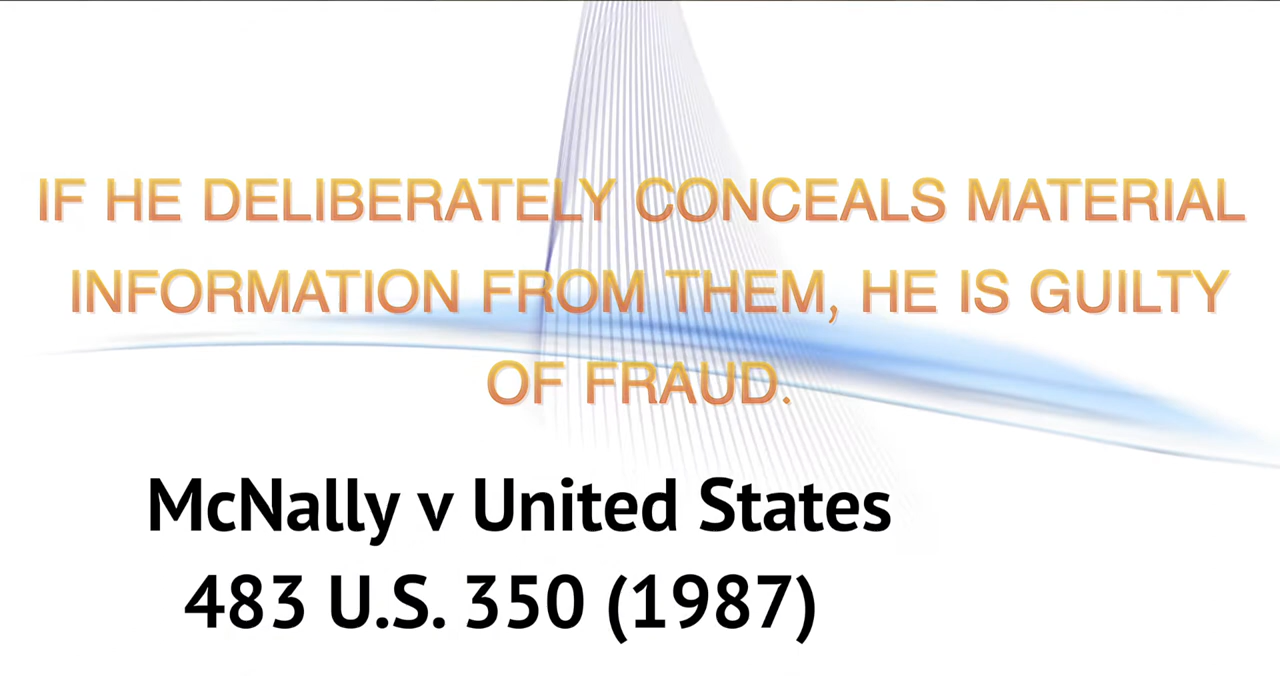 IF HE DELIBERATELY CONCEALS MATERIAL
INFORMATION FROM THEM, HE IS GUILTY
OF FRAUD.
McNally v United States
483 U.S. 350 (1987)